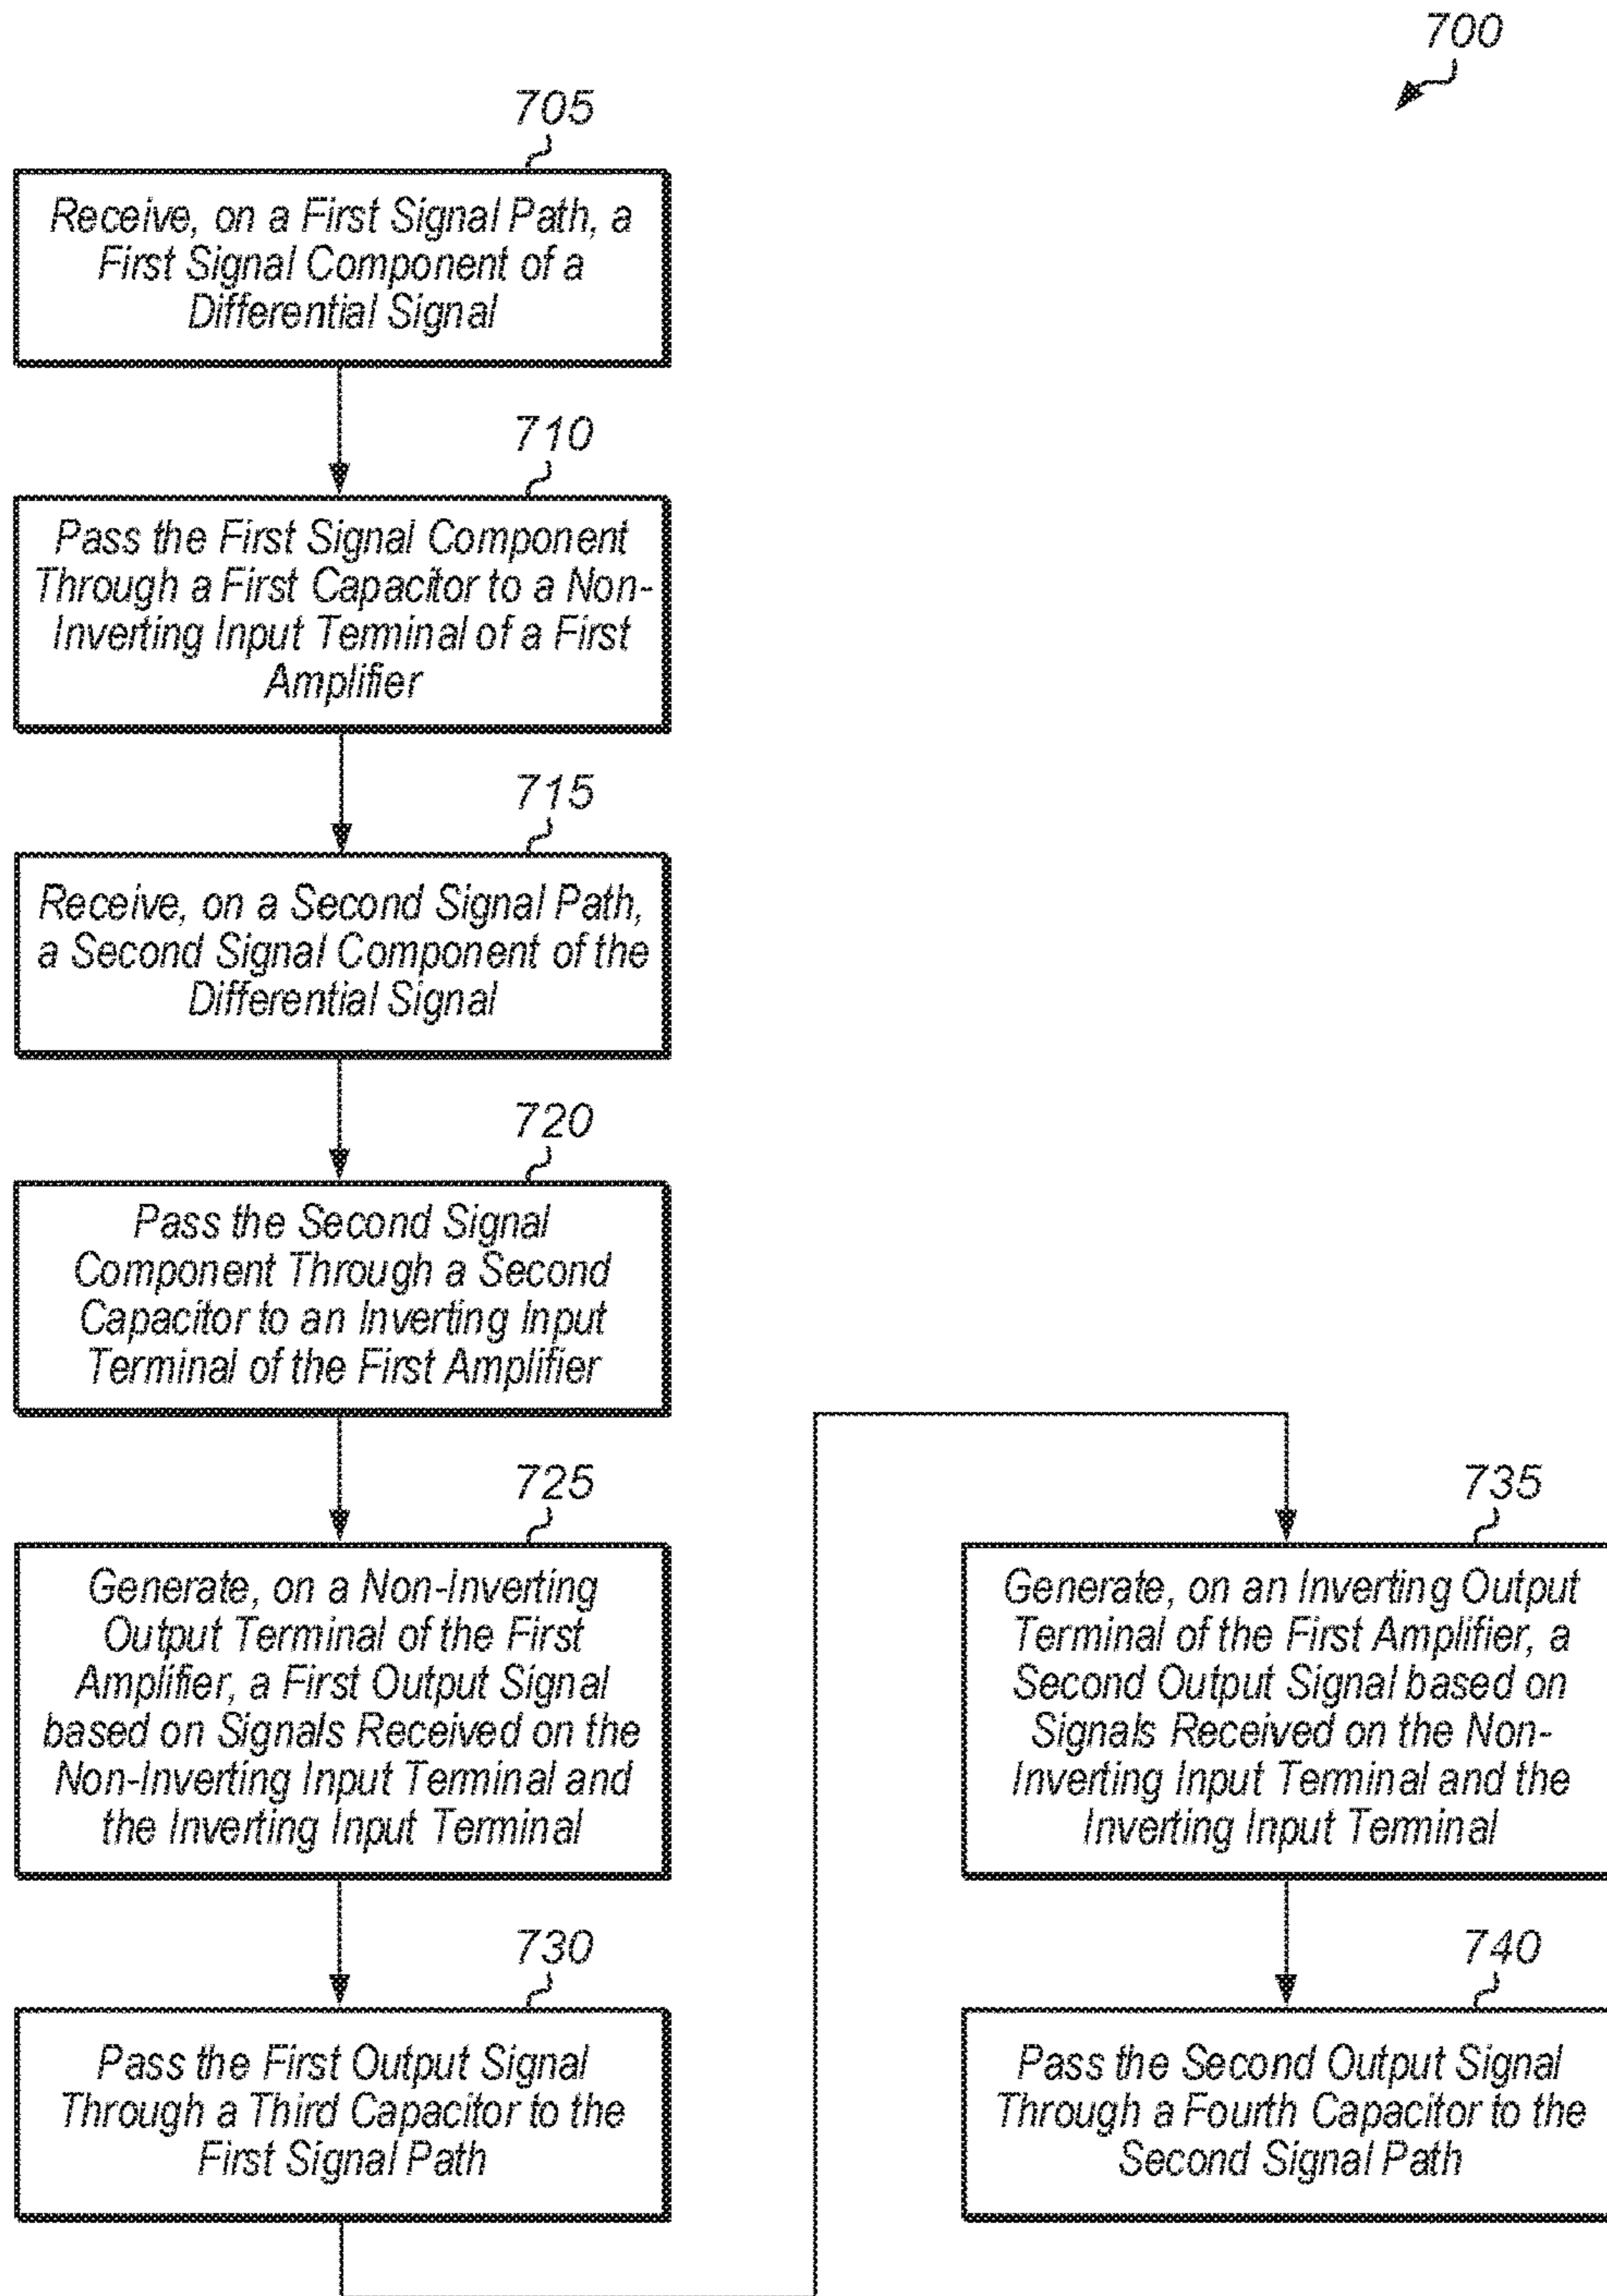 700
705
Receive, on a First Signal Path, a
First Signal Component of a
Differential Signal
710
Pass the First Signal Component
Through a First Capacitor to a Non-
Inverting Input Terminal of a First
Amplifier
715
Receive, on a Second Signal Path,
a Second Signal Component of the
Differential Signal
720
Pass the Second Signal
Component Through a Second
Capacitor to an Inverting Input
Terminal of the First Amplifier
725
Generate, on a Non-Inverting
Output Terminal of the First
Amplifier, a First Output Signal
based on Signals Received on the
Non-Inverting Input Terminal and
the Inverting Input Terminal
730
Pass the First Output Signal
Through a Third Capacitor to the
First Signal Path
735
Generate, on an Inverting Output
Terminal of the First Amplifier, a
Second Output Signal based on
Signals Received on the Non-
Inverting Input Terminal and the
Inverting Input Terminal
740
Pass the Second Output Signal
Through a Fourth Capacitor to the
Second Signal Path